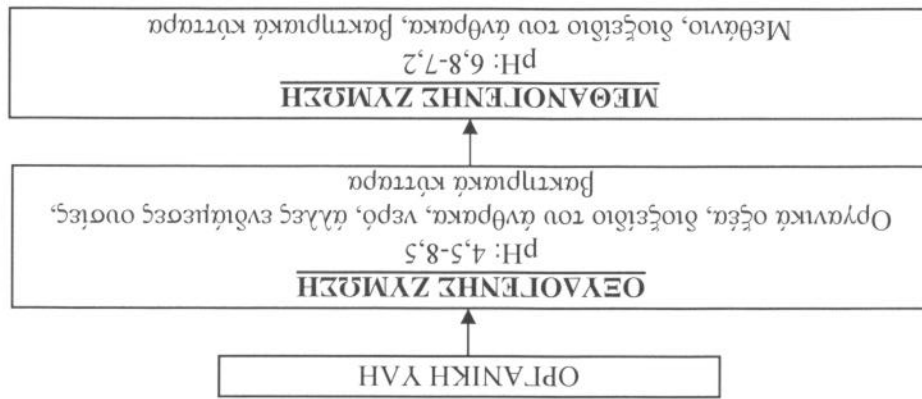 ΟΡΓΑΝΙΚΗ ΥΛΗ
ΟΞΥΛΟΓΕΝΗΣ ΖΥΜΩΣΗ
pH: 4,5-8,5
Οργανικά οξέα, διοξείδιο του άνθρακα, νερό, άλλες ενδιάμεσες ουσίες,
βακτηριακά κύτταρα
ΜΕΘΑΝΟΓΕΝΗΣ ΖΥΜΩΣΗ
pH: 6,8-7,2
Μεθάνιο, διοξείδιο του άνθρακα, βακτηριακά κύτταρα